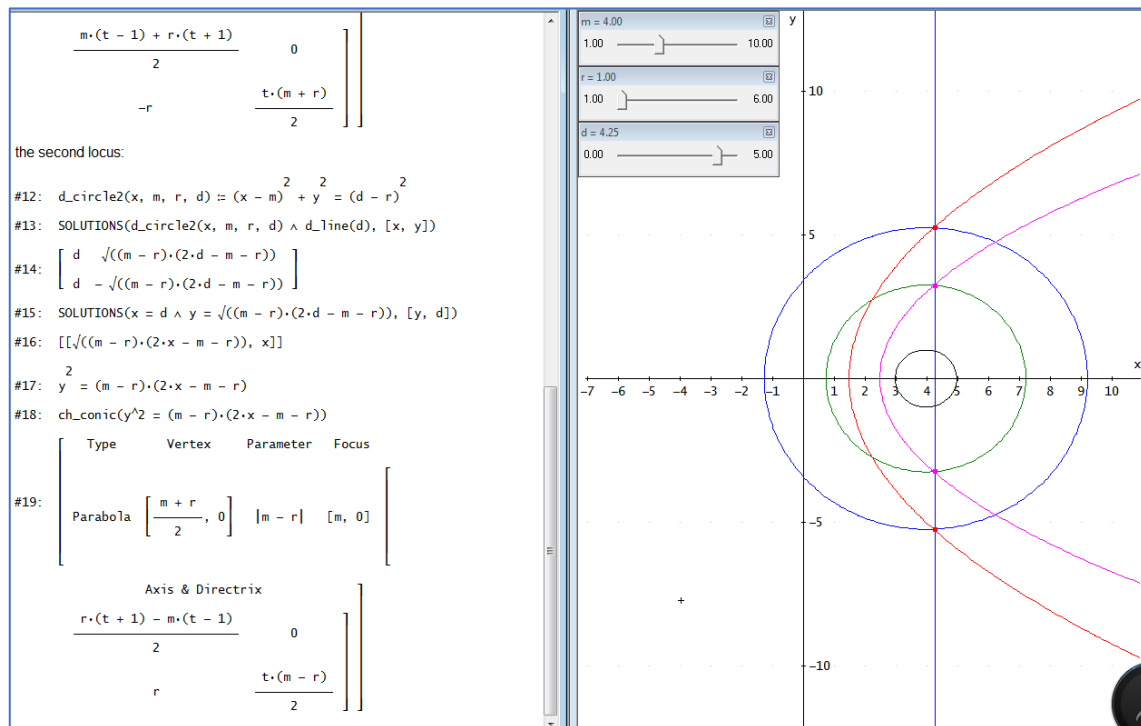 m·(t − 1) + r·(t + 1)
2
0
−r
t·(m + r)
2
the second locus:
#12: d_circle2(x, m, r, d) ≔ (x − m)² + y² = (d − r)²
#13: SOLUTIONS(d_circle2(x, m, r, d) ∧ d_line(d), [x, y])
#14:
d √((m − r)·(2·d − m − r))
d − √((m − r)·(2·d − m − r))
#15: SOLUTIONS(x = d ∧ y = √((m − r)·(2·d − m − r)), [y, d])
#16: [[√((m − r)·(2·x − m − r)), x]]
#17: y² = (m − r)·(2·x − m − r)
#18: ch_conic(y^2 = (m − r)·(2·x − m − r))
Type Vertex Parameter Focus
#19: Parabola [(m + r)/2, 0] |m − r| [m, 0]
Axis & Directrix
r·(t + 1) − m·(t − 1)
2
0
r
t·(m − r)
2
m = 4.00
1.00 10.00
r = 1.00
1.00 6.00
d = 4.25
0.00 5.00
y
10
5
x
−7 −6 −5 −4 −3 −2 −1 1 2 3 4 5 6 7 8 9 10
−5
−10